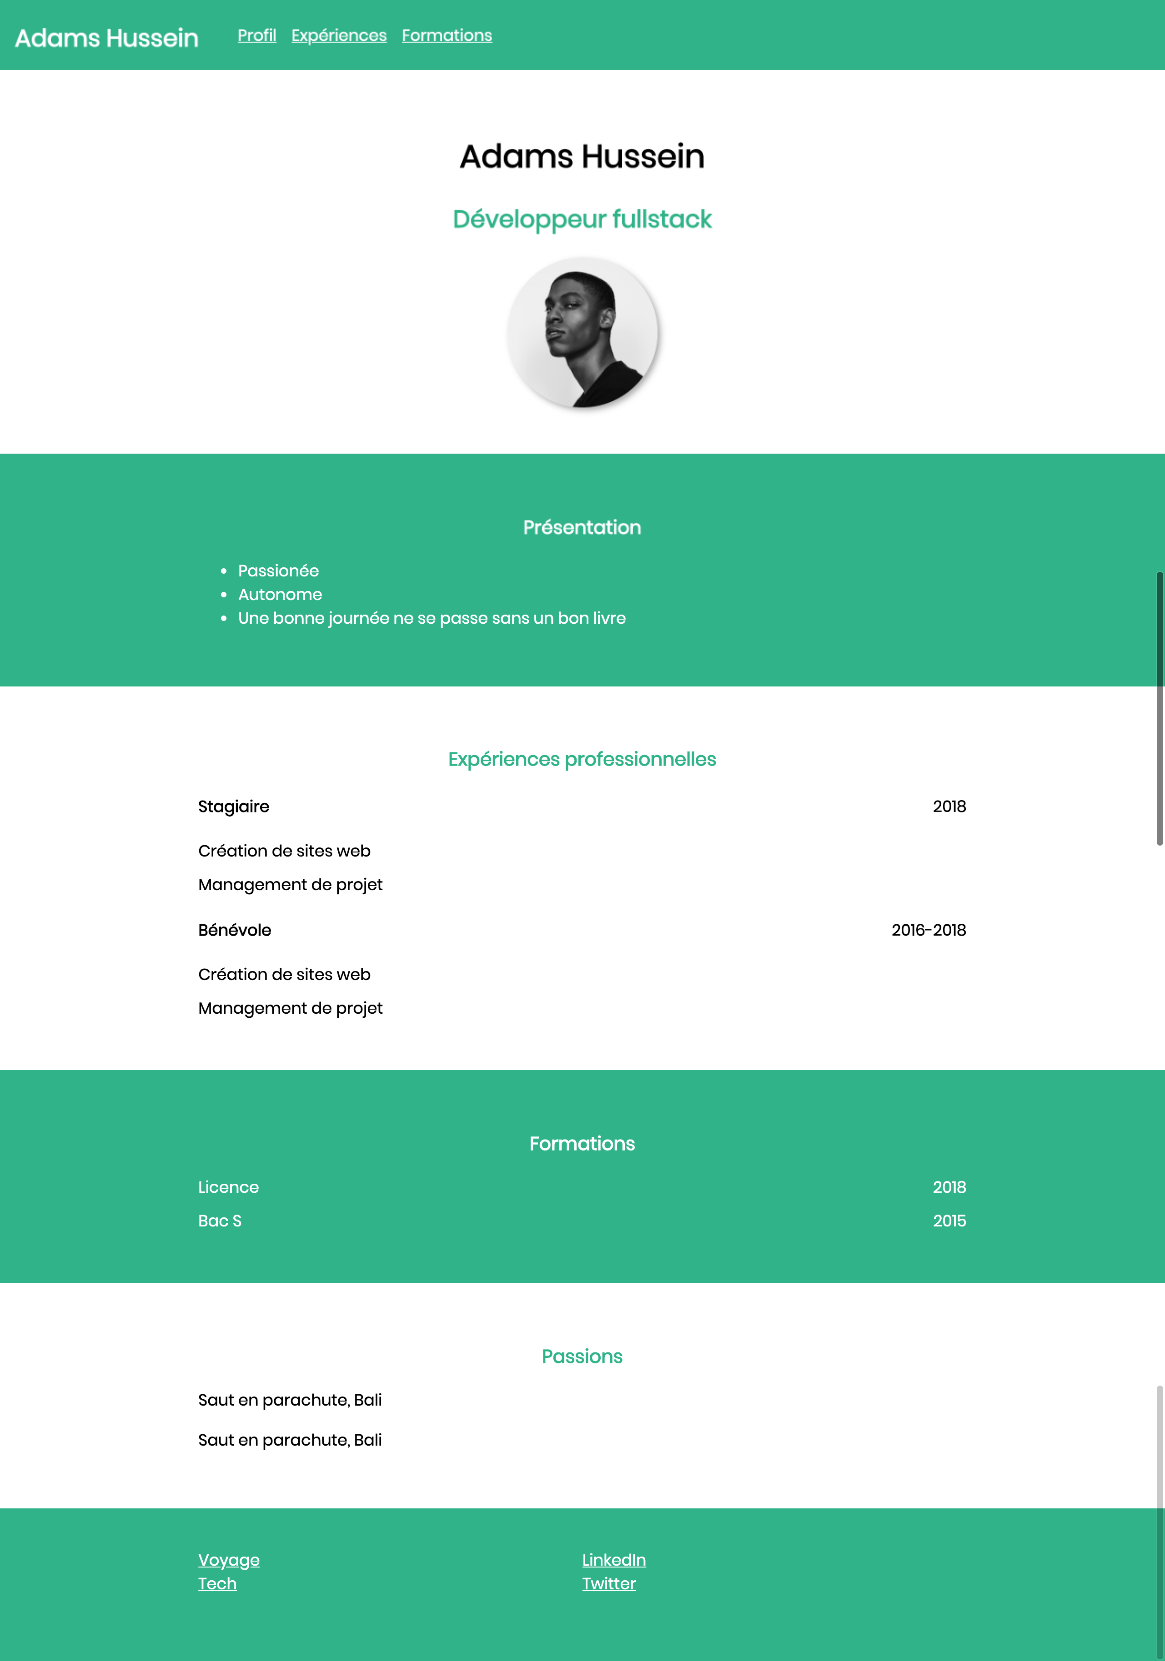 Adams Hussein Profil Expériences Formations
Adams Hussein
Développeur fullstack
Présentation
Passionée
Autonome
Une bonne journée ne se passe sans un bon livre
Expériences professionnelles
Stagiaire 2018
Création de sites web
Management de projet
Bénévole 2016-2018
Création de sites web
Management de projet
Formations
Licence 2018
Bac S 2015
Passions
Saut en parachute, Bali
Saut en parachute, Bali
Voyage LinkedIn
Tech Twitter